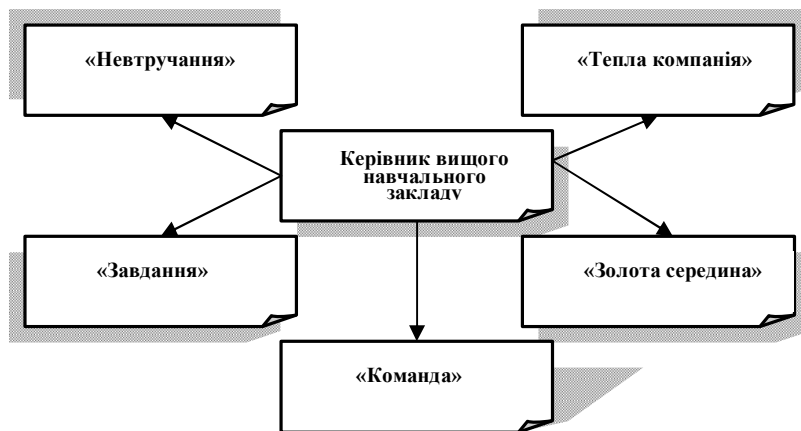 «Невтручання»
«Тепла компанія»
Керівник вищого
навчального
закладу
«Завдання»
«Золота середина»
«Команда»